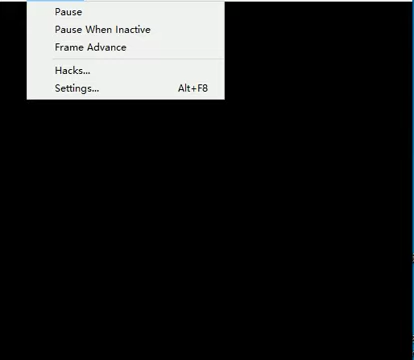 Pause
Pause When Inactive
Frame Advance
Hacks...
Settings... Alt+F8